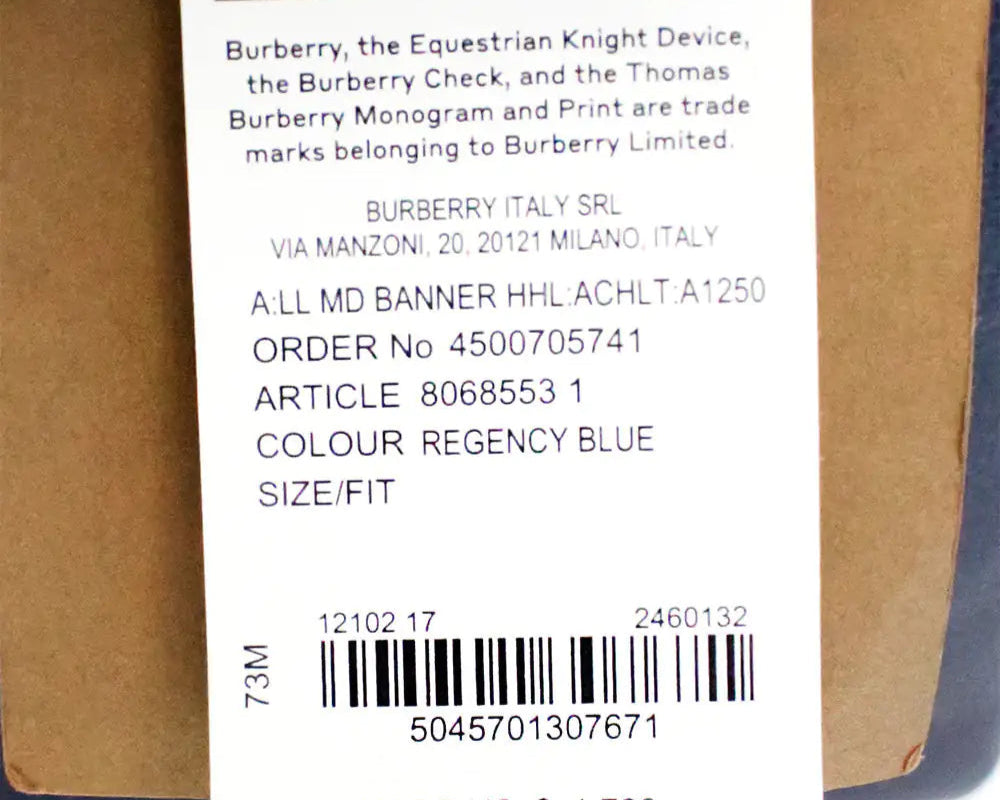 Burberry, the Equestrian Knight Device,
the Burberry Check, and the Thomas
Burberry Monogram and Print are trade
marks belonging to Burberry Limited.
BURBERRY ITALY SRL
VIA MANZONI, 20, 20121 MILANO, ITALY
A:LL MD BANNER HHL:ACHLT:A1250
ORDER No 4500705741
ARTICLE 8068553 1
COLOUR REGENCY BLUE
SIZE/FIT
12102 17 2460132
73M
5045701307671